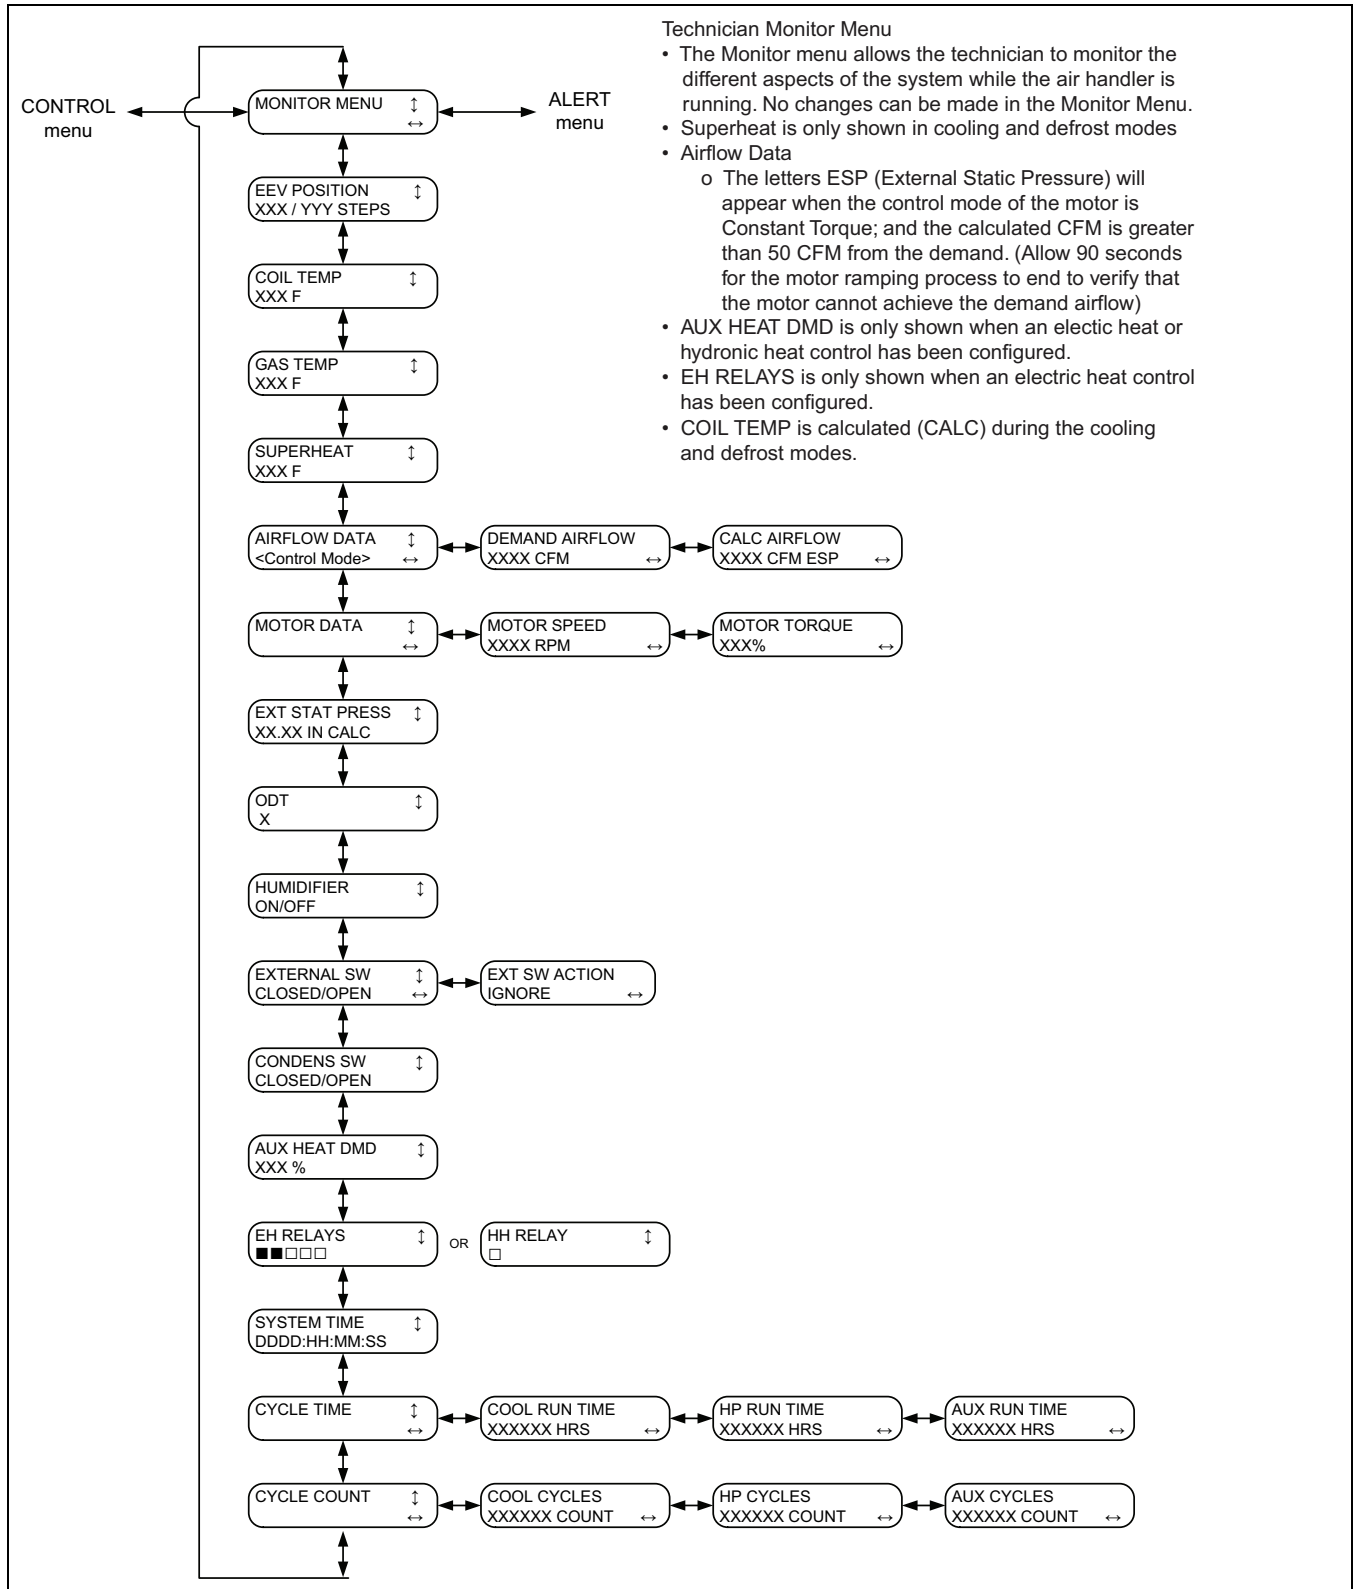 Technician Monitor Menu
• The Monitor menu allows the technician to monitor the
different aspects of the system while the air handler is
running. No changes can be made in the Monitor Menu.
• Superheat is only shown in cooling and defrost modes
• Airflow Data
o The letters ESP (External Static Pressure) will
appear when the control mode of the motor is
Constant Torque; and the calculated CFM is greater
than 50 CFM from the demand. (Allow 90 seconds
for the motor ramping process to end to verify that
the motor cannot achieve the demand airflow)
• AUX HEAT DMD is only shown when an electic heat or
hydronic heat control has been configured.
• EH RELAYS is only shown when an electric heat control
has been configured.
• COIL TEMP is calculated (CALC) during the cooling
and defrost modes.
CONTROL
menu
MONITOR MENU ↕
↔
ALERT
menu
EEV POSITION ↕
XXX / YYY STEPS
COIL TEMP ↕
XXX F
GAS TEMP ↕
XXX F
SUPERHEAT ↕
XXX F
AIRFLOW DATA ↕
<Control Mode> ↔
DEMAND AIRFLOW
XXXX CFM ↔
CALC AIRFLOW
XXXX CFM ESP ↔
MOTOR DATA ↕
↔
MOTOR SPEED
XXXX RPM ↔
MOTOR TORQUE
XXX% ↔
EXT STAT PRESS ↕
XX.XX IN CALC
ODT ↕
X
HUMIDIFIER ↕
ON/OFF
EXTERNAL SW ↕
CLOSED/OPEN ↔
EXT SW ACTION
IGNORE ↔
CONDENS SW ↕
CLOSED/OPEN
AUX HEAT DMD ↕
XXX %
EH RELAYS ↕
■■□□□
OR
HH RELAY ↕
□
SYSTEM TIME ↕
DDDD:HH:MM:SS
CYCLE TIME ↕
↔
COOL RUN TIME
XXXXXX HRS ↔
HP RUN TIME
XXXXXX HRS ↔
AUX RUN TIME
XXXXXX HRS ↔
CYCLE COUNT ↕
↔
COOL CYCLES
XXXXXX COUNT ↔
HP CYCLES
XXXXXX COUNT ↔
AUX CYCLES
XXXXXX COUNT ↔